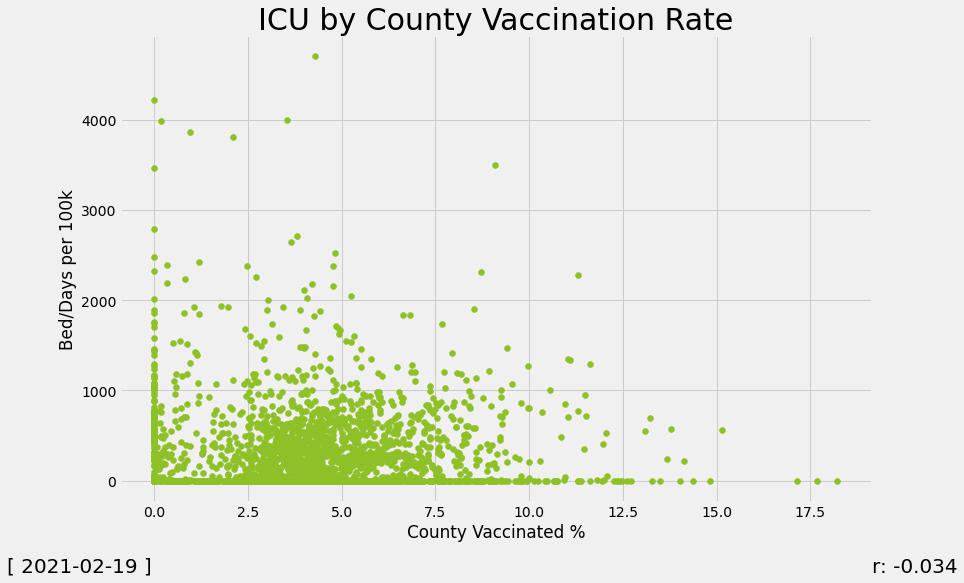 ICU by County Vaccination Rate
4000
3000
2000
1000
0
Bed/Days per 100k
0.0 2.5 5.0 7.5 10.0 12.5 15.0 17.5
County Vaccinated %
[ 2021-02-19 ]
r: -0.034